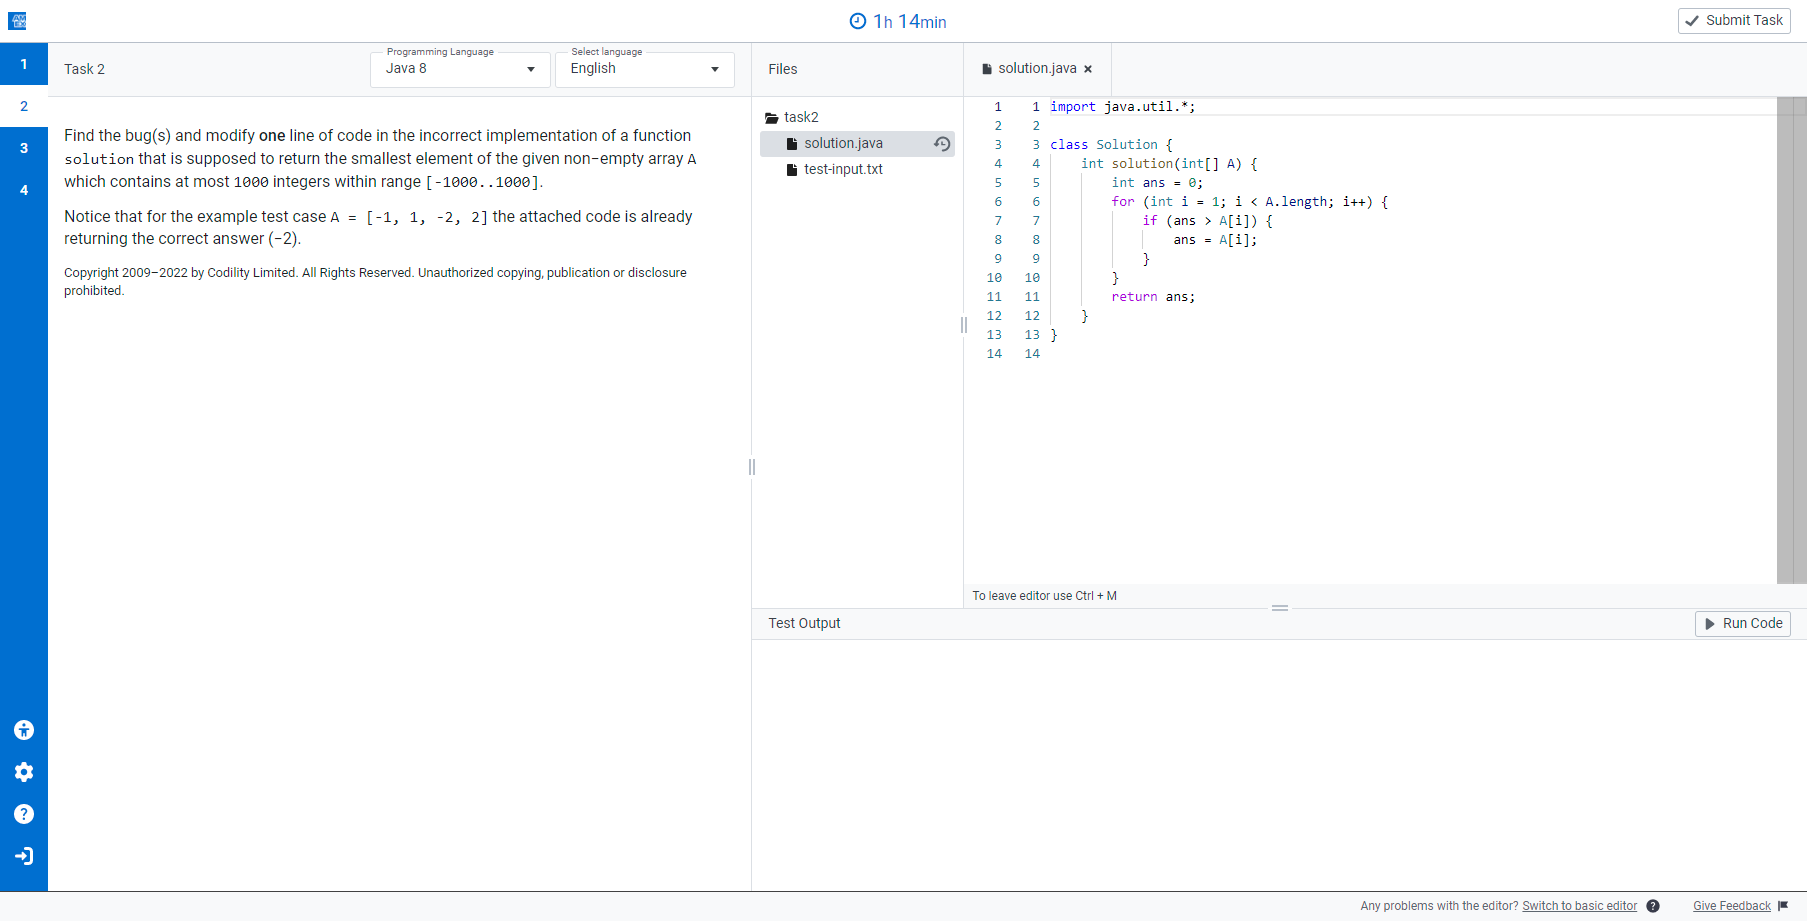 1h 14min
Submit Task
1
2
3
4
Task 2
Programming Language
Java 8
Select language
English
Find the bug(s) and modify one line of code in the incorrect implementation of a function
solution that is supposed to return the smallest element of the given non-empty array A
which contains at most 1000 integers within range [-1000..1000].
Notice that for the example test case A = [-1, 1, -2, 2] the attached code is already
returning the correct answer (-2).
Copyright 2009–2022 by Codility Limited. All Rights Reserved. Unauthorized copying, publication or disclosure
prohibited.
Files
task2
solution.java
test-input.txt
solution.java ×
1 1 import java.util.*;
2 2
3 3 class Solution {
4 4 int solution(int[] A) {
5 5 int ans = 0;
6 6 for (int i = 1; i < A.length; i++) {
7 7 if (ans > A[i]) {
8 8 ans = A[i];
9 9 }
10 10 }
11 11 return ans;
12 12 }
13 13 }
14 14
To leave editor use Ctrl + M
Test Output
Run Code
Any problems with the editor? Switch to basic editor ?
Give Feedback